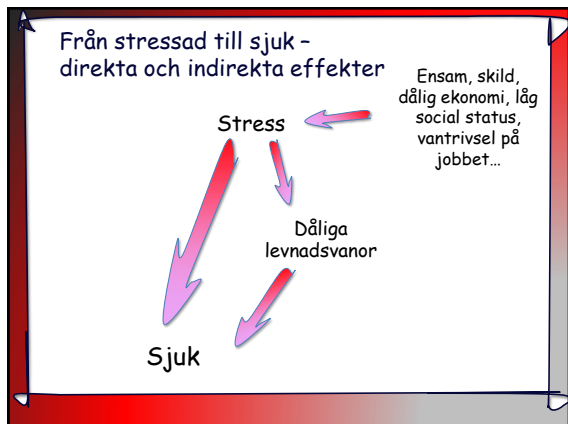 Från stressad till sjuk –
direkta och indirekta effekter
Ensam, skild,
dålig ekonomi, låg
social status,
vantrivsel på
jobbet…
Stress
Dåliga
levnadsvanor
Sjuk